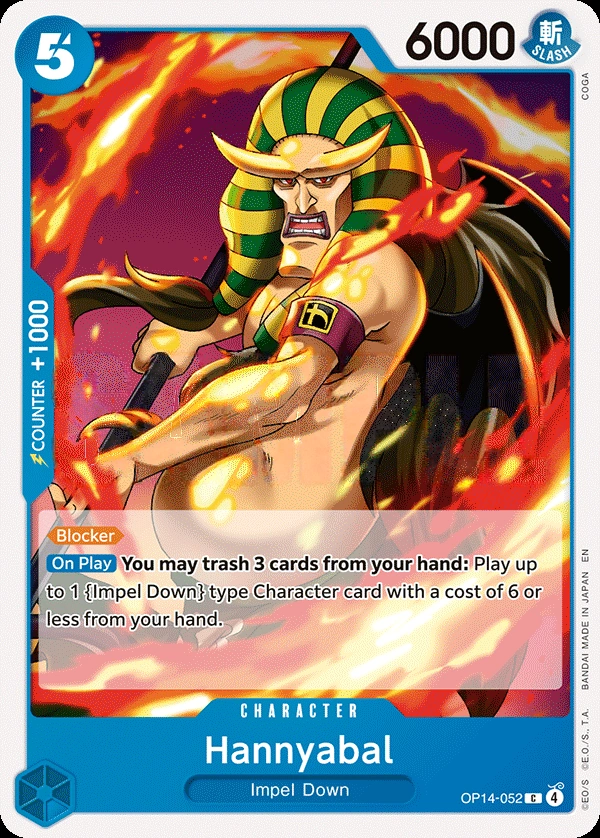 5
6000
斬
SLASH
COGA
COUNTER +1000
カ
Blocker
On Play You may trash 3 cards from your hand: Play up
to 1 {Impel Down} type Character card with a cost of 6 or
less from your hand.
CHARACTER
Hannyabal
Impel Down
OP14-052 C 4
©E.O./S ©E.O./S., T.A. BANDAI MADE IN JAPAN EN